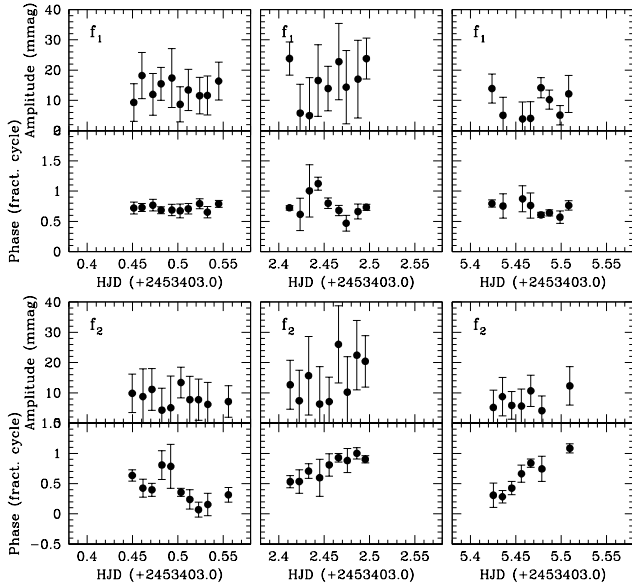 40
30
20
10
0
Amplitude (mmag)
f1
f1
f1
1.5
1
0.5
0
Phase (fract. cycle)
0.4 0.45 0.5 0.55
2.4 2.45 2.5 2.55
5.4 5.45 5.5 5.55
HJD (+2453403.0)
HJD (+2453403.0)
HJD (+2453403.0)
40
30
20
10
Amplitude (mmag)
f2
f2
f2
1.5
1
0.5
0
−0.5
Phase (fract. cycle)
0.4 0.45 0.5 0.55
2.4 2.45 2.5 2.55
5.4 5.45 5.5 5.55
HJD (+2453403.0)
HJD (+2453403.0)
HJD (+2453403.0)